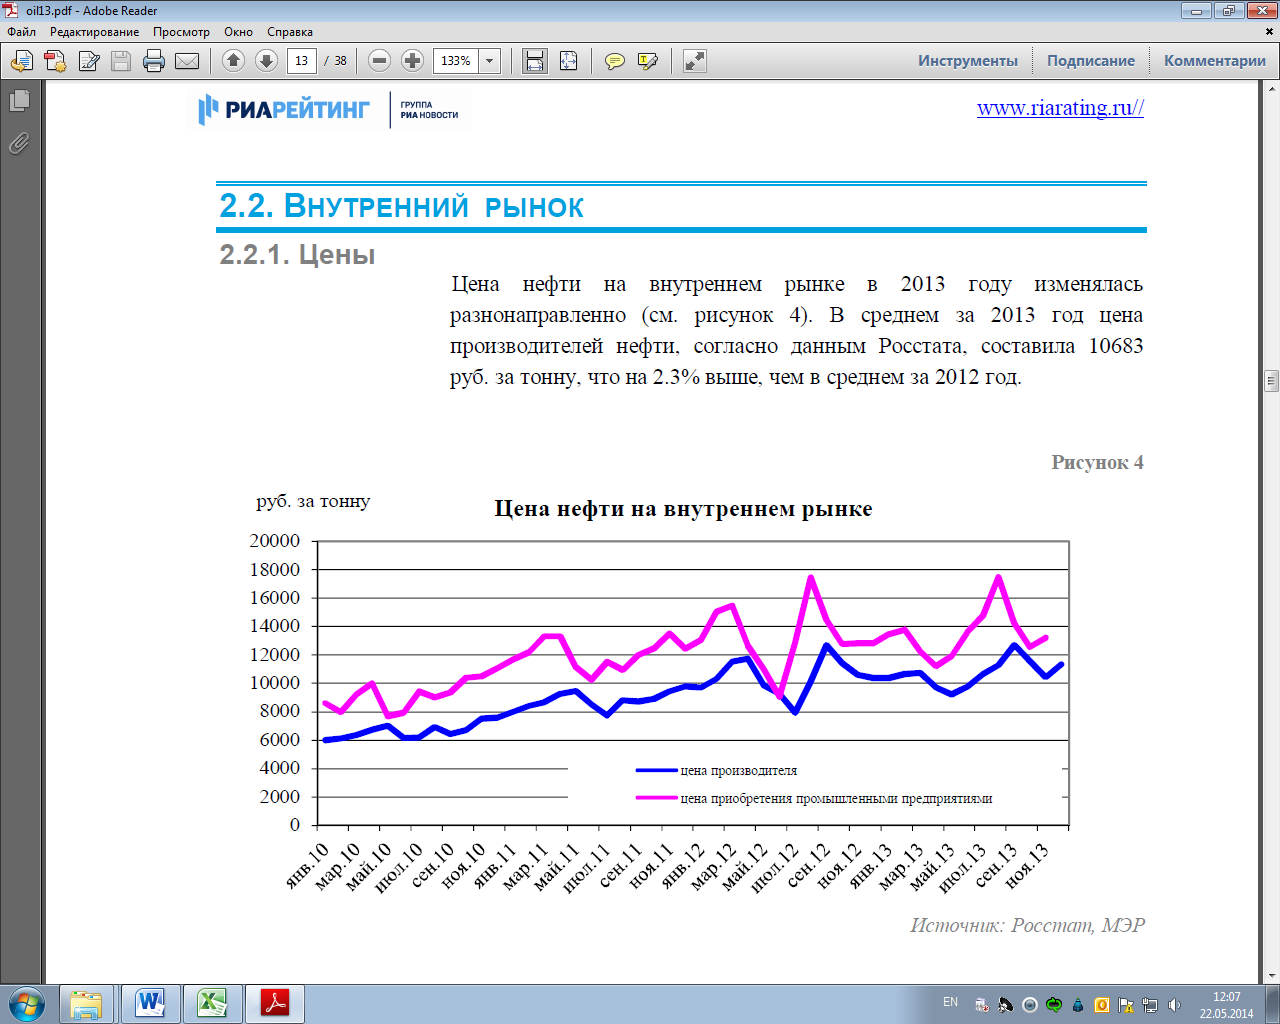 oil13.pdf - Adobe Reader
Файл Редактирование Просмотр Окно Справка
13 / 38 133% Инструменты Подписание Комментарии
РИАРЕЙТИНГ ГРУППА РИА НОВОСТИ
www.riarating.ru//
2.2. Внутренний рынок
2.2.1. Цены
Цена нефти на внутреннем рынке в 2013 году изменялась
разнонаправленно (см. рисунок 4). В среднем за 2013 год цена
производителей нефти, согласно данным Росстата, составила 10683
руб. за тонну, что на 2.3% выше, чем в среднем за 2012 год.
Рисунок 4
руб. за тонну
Цена нефти на внутреннем рынке
20000
18000
16000
14000
12000
10000
8000
6000
4000
2000
0
цена производителя
цена приобретения промышленными предприятиями
янв.10 мар.10 май.10 июл.10 сен.10 ноя.10 янв.11 мар.11 май.11 июл.11 сен.11 ноя.11 янв.12 мар.12 май.12 июл.12 сен.12 ноя.12 янв.13 мар.13 май.13 июл.13 сен.13 ноя.13
Источник: Росстат, МЭР
EN 12:07
22.05.2014